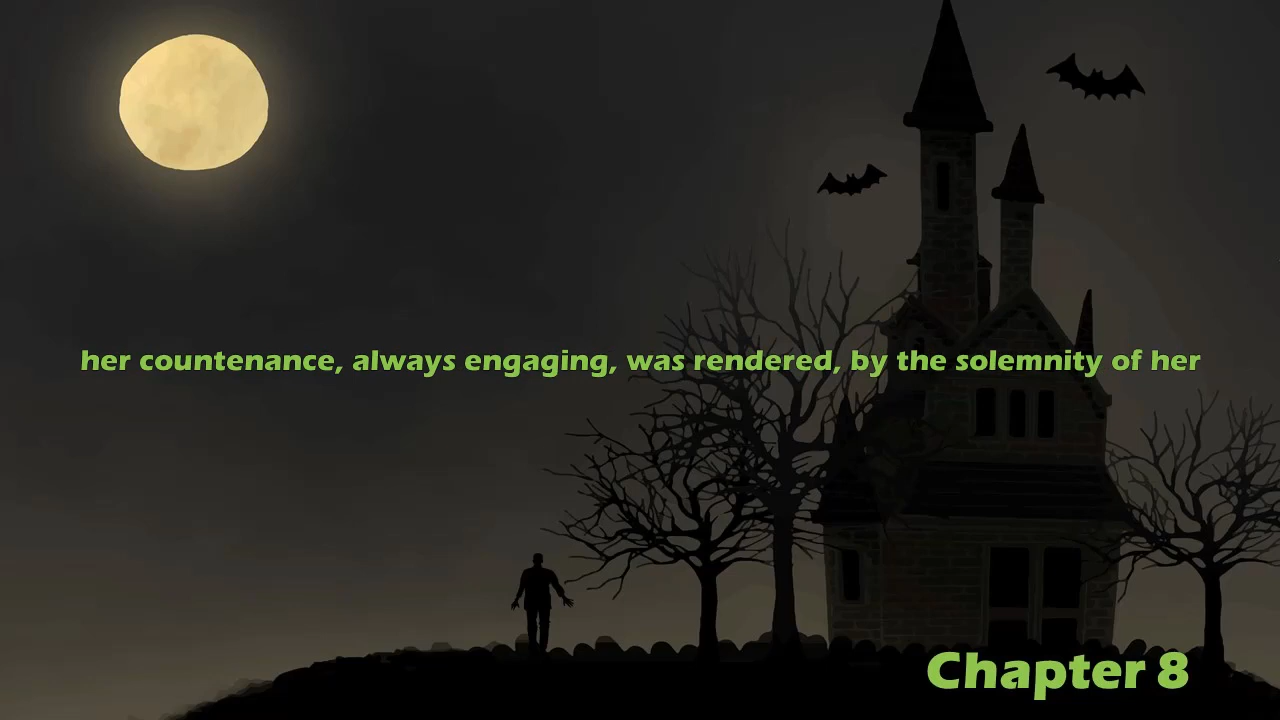 her countenance, always engaging, was rendered, by the solemnity of her
Chapter 8